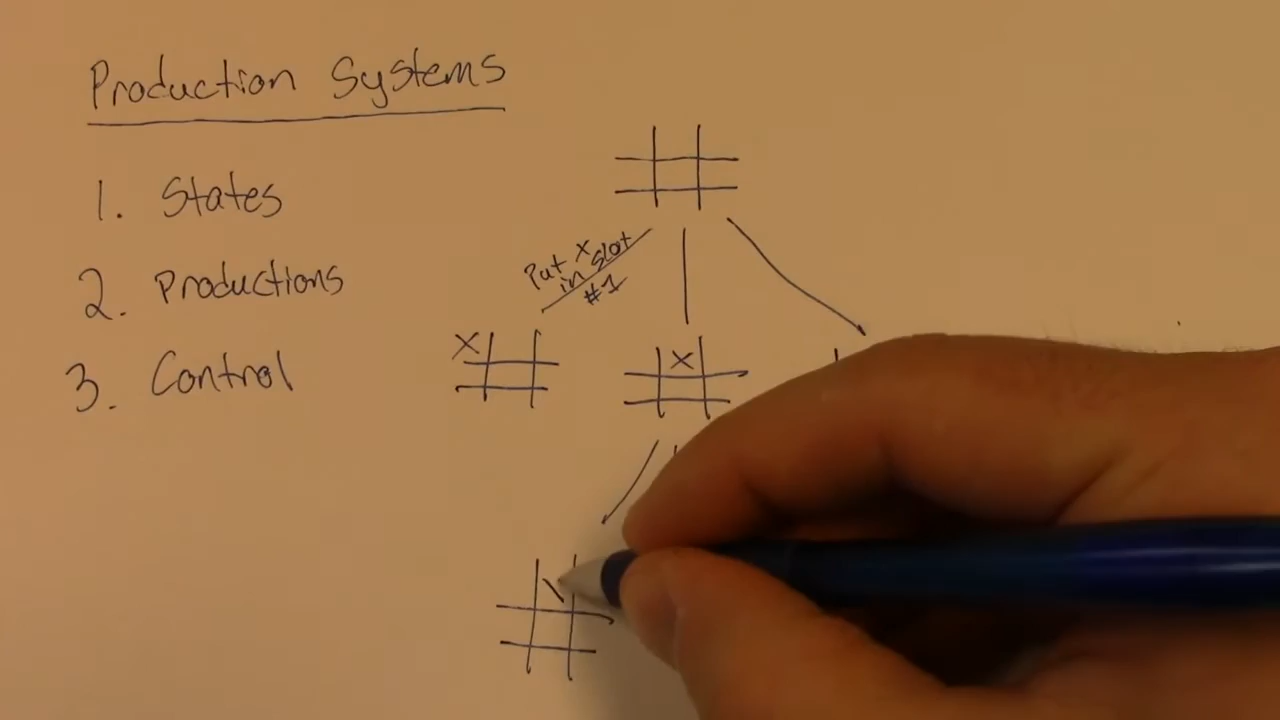 Production Systems
1. States
2. Productions
3. Control
Put X
in slot
#1
X
X